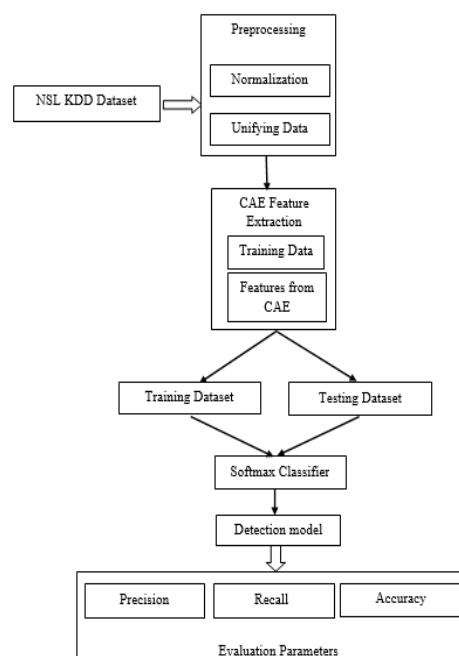 Preprocessing
Normalization
NSL KDD Dataset
Unifying Data
CAE Feature
Extraction
Training Data
Features from
CAE
Training Dataset
Testing Dataset
Softmax Classifier
Detection model
Precision
Recall
Accuracy
Evaluation Parameters